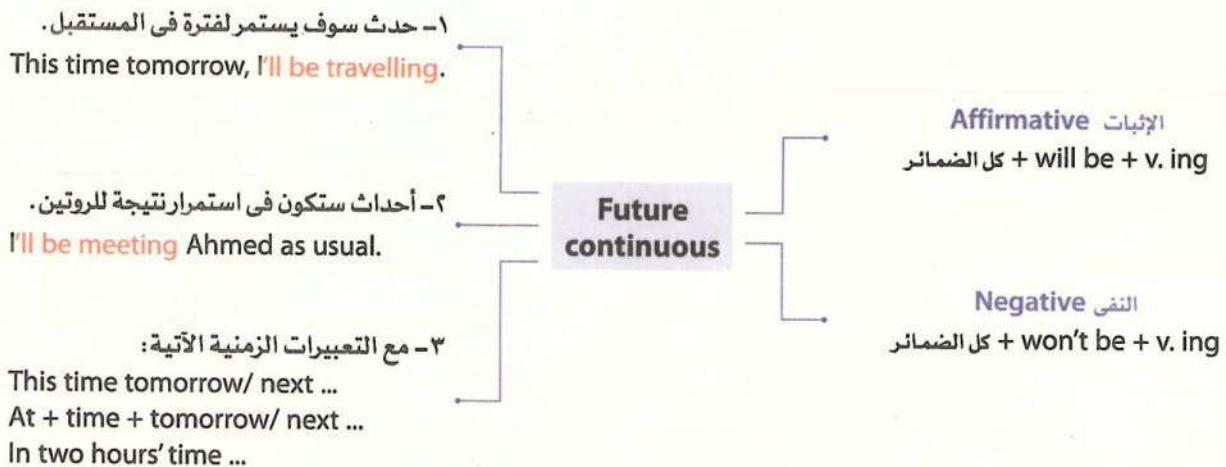 ١- حدث سوف يستمر لفترة فى المستقبل.
This time tomorrow, I'll be travelling.
٢- أحداث ستكون فى استمرار نتيجة للروتين.
I'll be meeting Ahmed as usual.
٣- مع التعبيرات الزمنية الآتية:
This time tomorrow/ next ...
At + time + tomorrow/ next ...
In two hours' time ...
Future
continuous
Affirmative الإثبات
كل الضمائر + will be + v. ing
Negative النفى
كل الضمائر + won't be + v. ing